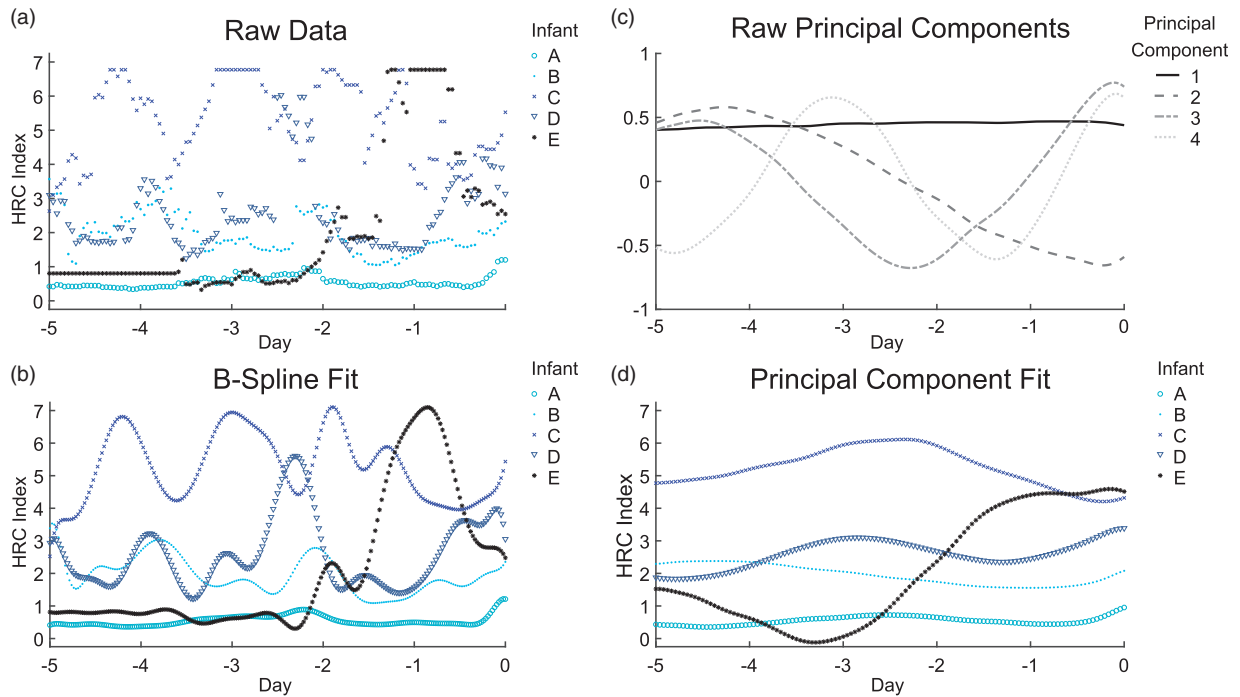 (a)
Raw Data
HRC Index
7
6
5
4
3
2
1
0
-5
-4
-3
-2
-1
0
Day
Infant
A
B
C
D
E
(c)
Raw Principal Components
1
0.5
0
-0.5
-1
-5
-4
-3
-2
-1
0
Day
Principal
Component
1
2
3
4
(b)
B-Spline Fit
HRC Index
7
6
5
4
3
2
1
0
-5
-4
-3
-2
-1
0
Day
Infant
A
B
C
D
E
(d)
Principal Component Fit
HRC Index
7
6
5
4
3
2
1
0
-5
-4
-3
-2
-1
0
Day
Infant
A
B
C
D
E